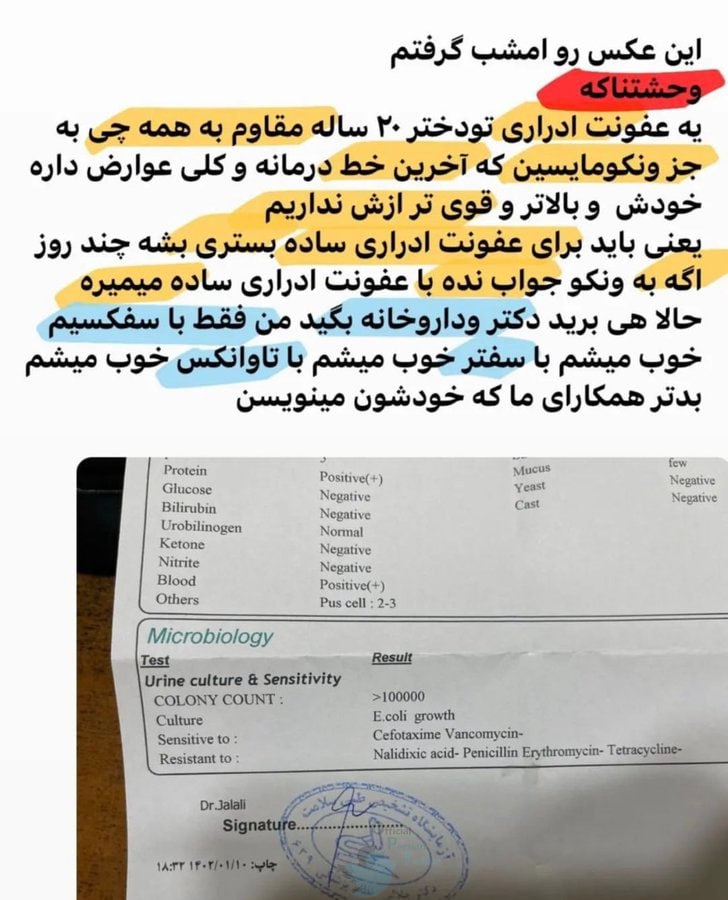 این عکس رو امشب گرفتم
وحشتناکه
یه عفونت ادراری تودختر ۲۰ ساله مقاوم به همه چی به
جز ونکومایسین که آخرین خط درمانه و کلی عوارض داره
خودش و بالاتر و قوی تر ازش نداریم
یعنی باید برای عفونت ادراری ساده بستری بشه چند روز
اگه به ونکو جواب نده با عفونت ادراری ساده میمیره
حالا هی برید دکتر وداروخانه بگید من فقط با سفکسیم
خوب میشم با سفتر خوب میشم با تاوانکس خوب میشم
بدتر همکارای ما که خودشون مینویسن
Protein Positive(+) Mucus few
Glucose Negative Yeast Negative
Bilirubin Negative Cast Negative
Urobilinogen Normal
Ketone Negative
Nitrite Negative
Blood Positive(+)
Others Pus cell : 2-3
Microbiology
Test Result
Urine culture & Sensitivity
COLONY COUNT : >100000
Culture E.coli growth
Sensitive to : Cefotaxime Vancomycin-
Resistant to : Nalidixic acid- Penicillin Erythromycin- Tetracycline-
Dr.Jalali
Signature
چاپ: ۱۴۰۲/۰۱/۱۰ ۱۸:۳۲